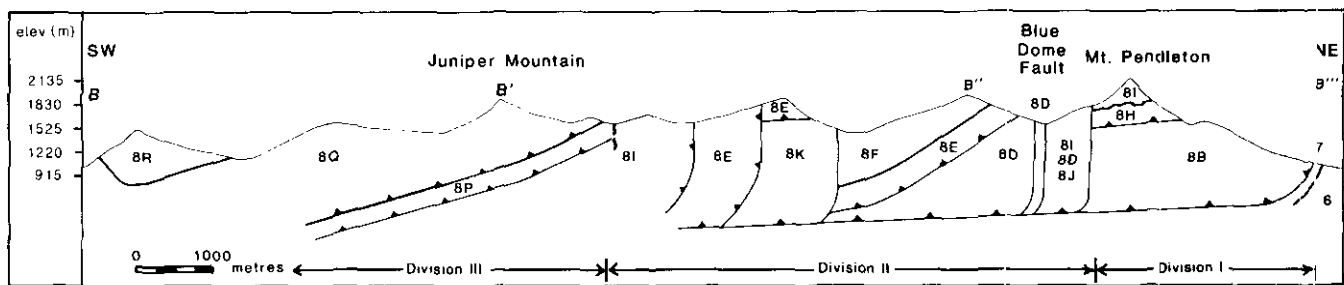 elev (m)
SW
NE
Blue
Dome
Fault
Juniper Mountain
Mt. Pendleton
2135
1830
1525
1220
915
B
B'
B''
B'''
8R
8Q
8P
8I
8E
8E
8K
8F
8E
8D
8D
8I
8D
8J
8I
8H
8B
7
6
0 1000
metres
Division III
Division II
Division I